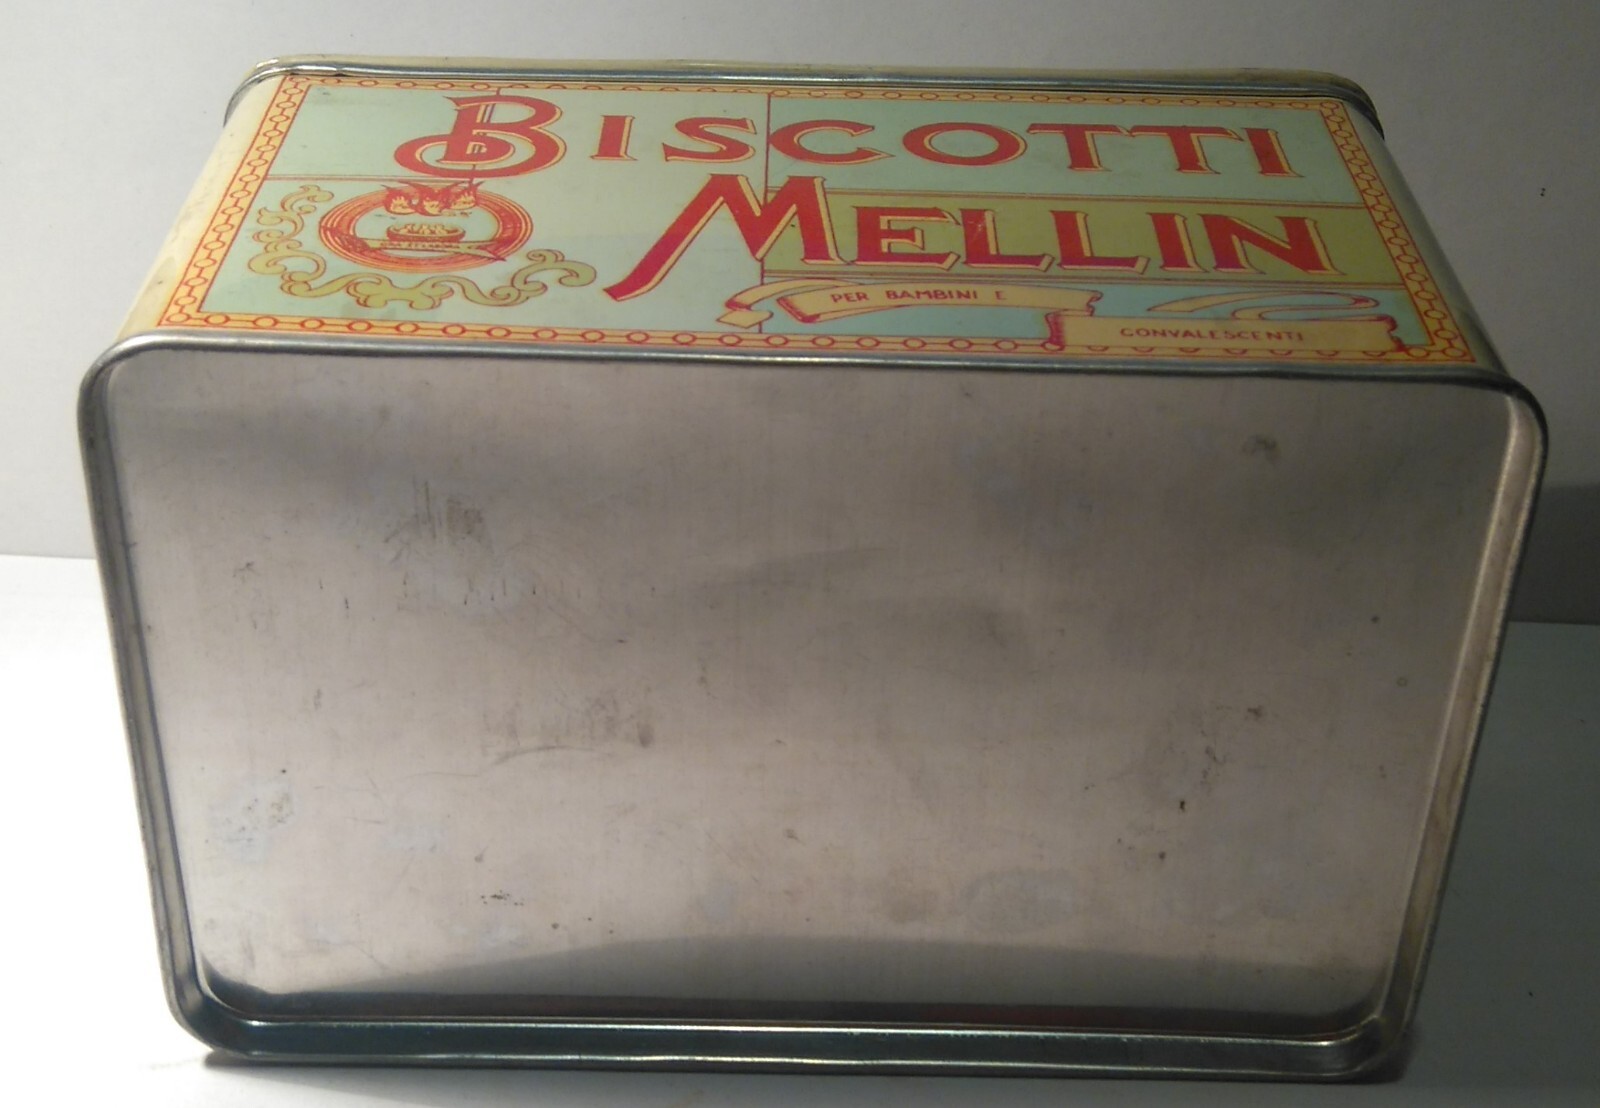 BISCOTTI
MELLIN
PER BAMBINI E
CONVALESCENTI